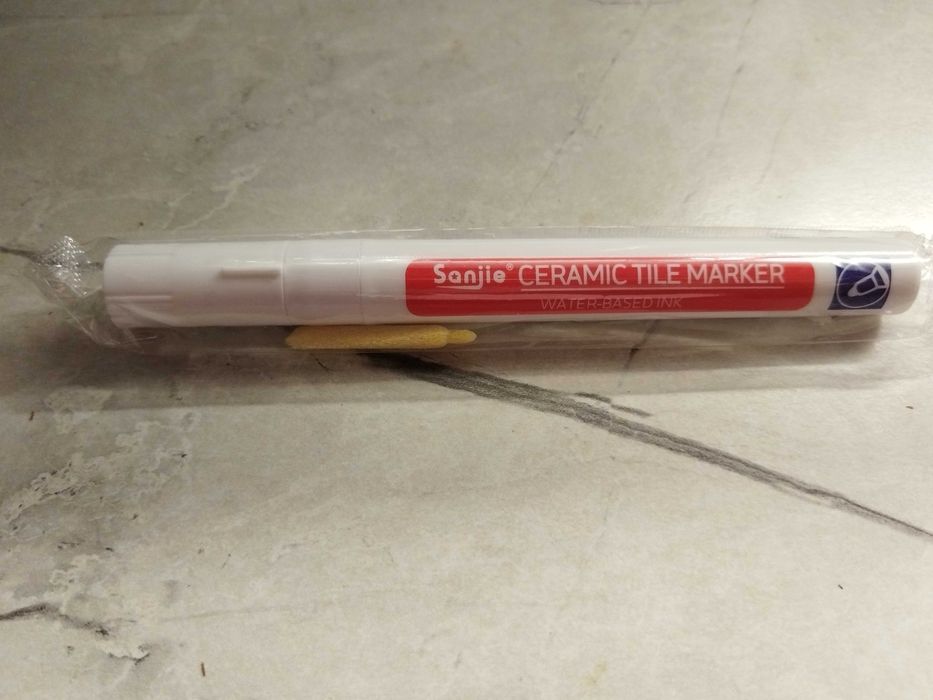 Sanjie® CERAMIC TILE MARKER
WATER-BASED INK